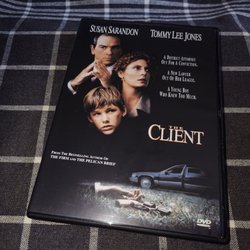 SUSAN SARANDON TOMMY LEE JONES
A DISTRICT ATTORNEY
OUT FOR A CONVICTION.
A NEW LAWYER
OUT OF HER LEAGUE.
A YOUNG BOY
WHO KNEW TOO MUCH.
THE
CLIENT
FROM THE BESTSELLING AUTHOR OF
THE FIRM AND THE PELICAN BRIEF
DVD